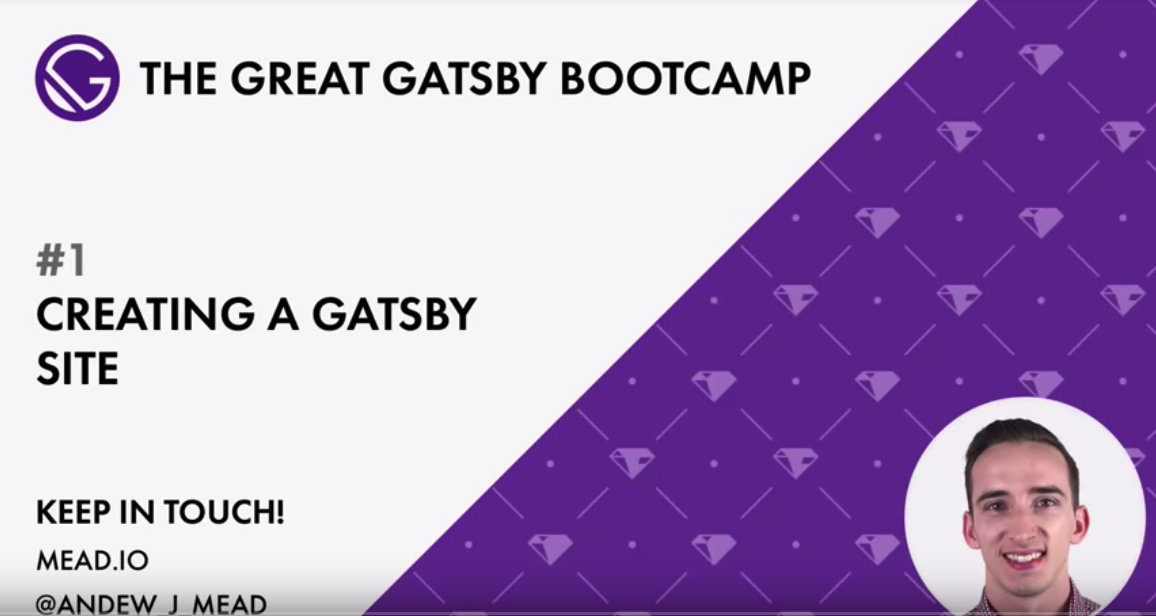 THE GREAT GATSBY BOOTCAMP
#1
CREATING A GATSBY
SITE
KEEP IN TOUCH!
MEAD.IO
@ANDEW_J_MEAD